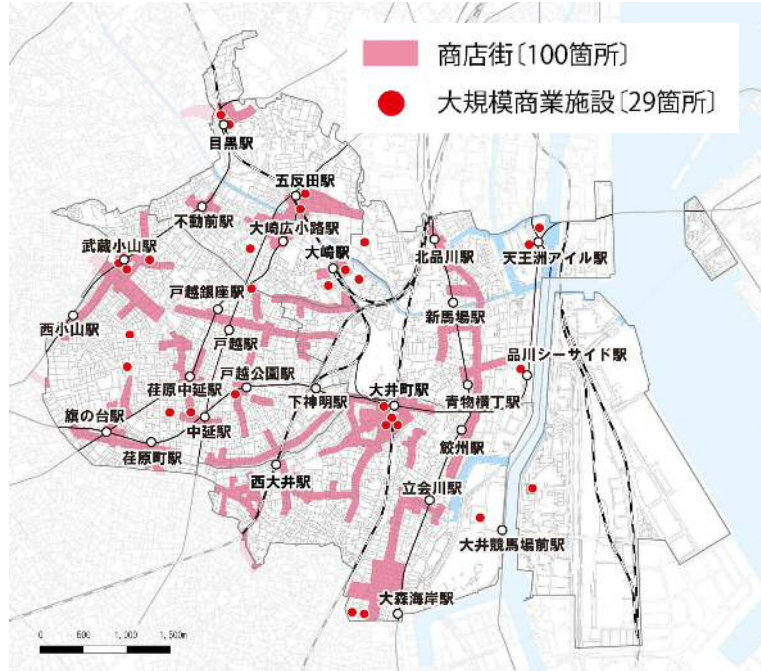 商店街〔100箇所〕
大規模商業施設〔29箇所〕
目黒駅
五反田駅
不動前駅
大崎広小路駅
武蔵小山駅
大崎駅
北品川駅
天王洲アイル駅
戸越銀座駅
新馬場駅
西小山駅
戸越駅
品川シーサイド駅
戸越公園駅
荏原中延駅
下神明駅
大井町駅
青物横丁駅
旗の台駅
中延駅
鮫州駅
荏原町駅
西大井駅
立会川駅
大井競馬場前駅
大森海岸駅
0 500 1,000 1,500m